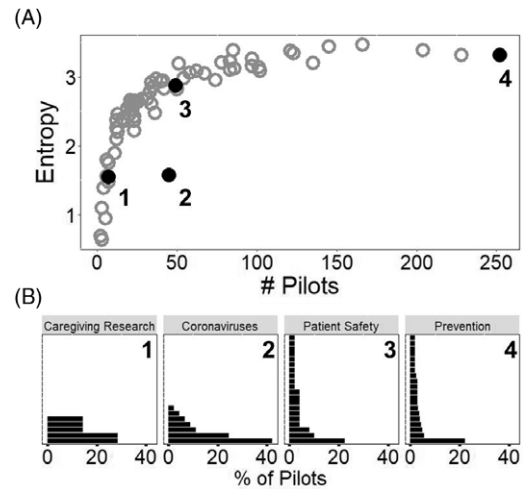 (A)
Entropy
3
2
1
1
2
3
4
0 50 100 150 200 250
# Pilots
(B)
Caregiving Research Coronaviruses Patient Safety Prevention
1 2 3 4
0 20 40 0 20 40 0 20 40 0 20 40
% of Pilots